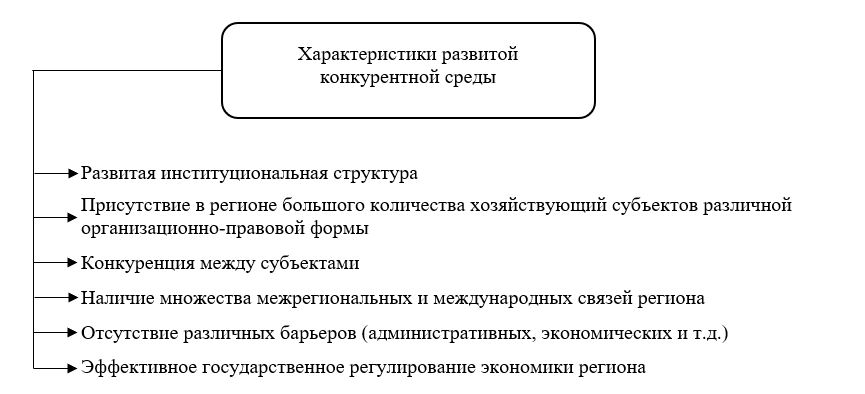 Характеристики развитой
конкурентной среды
Развитая институциональная структура
Присутствие в регионе большого количества хозяйствующий субъектов различной
организационно-правовой формы
Конкуренция между субъектами
Наличие множества межрегиональных и международных связей региона
Отсутствие различных барьеров (административных, экономических и т.д.)
Эффективное государственное регулирование экономики региона